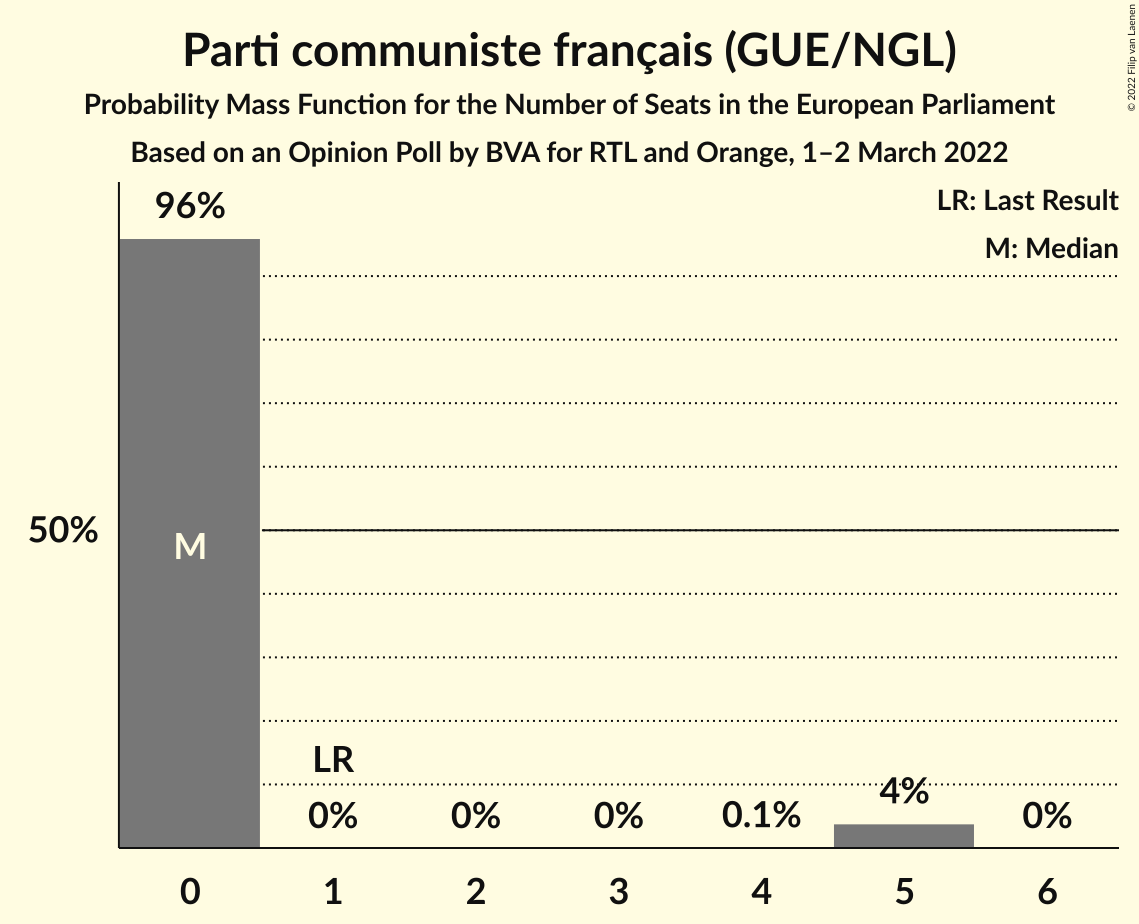 Parti communiste français (GUE/NGL)
Probability Mass Function for the Number of Seats in the European Parliament
Based on an Opinion Poll by BVA for RTL and Orange, 1–2 March 2022
© 2022 Filip van Laenen
LR: Last Result
M: Median
96%
50%
M
LR
0%
0%
0%
0.1%
4%
0%
0 1 2 3 4 5 6